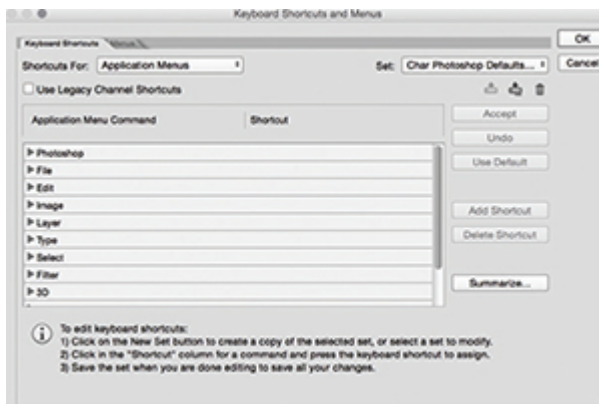 Keyboard Shortcuts and Menus
Keyboard Shortcuts Menus
OK
Shortcuts For: Application Menus
Set: Char Photoshop Defaults...
Cancel
Use Legacy Channel Shortcuts
Application Menu Command Shortcut
Accept
Undo
Photoshop
Use Default
File
Edit
Image
Layer
Add Shortcut
Type
Delete Shortcut
Select
Filter
Summarize...
3D
To edit keyboard shortcuts:
1) Click on the New Set button to create a copy of the selected set, or select a set to modify.
2) Click in the "Shortcut" column for a command and press the keyboard shortcut to assign.
3) Save the set when you are done editing to save all your changes.